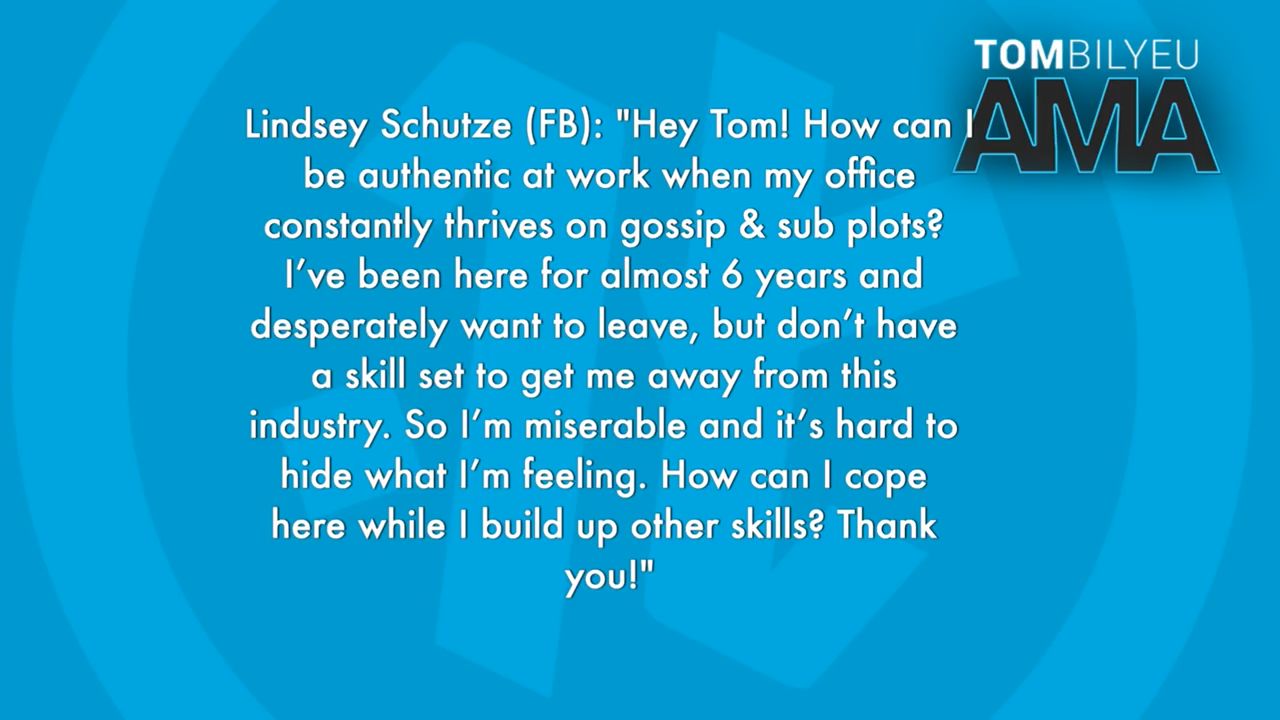 TOMBILYEU
AMA
Lindsey Schutze (FB): "Hey Tom! How can I
be authentic at work when my office
constantly thrives on gossip & sub plots?
I’ve been here for almost 6 years and
desperately want to leave, but don’t have
a skill set to get me away from this
industry. So I’m miserable and it’s hard to
hide what I’m feeling. How can I cope
here while I build up other skills? Thank
you!"